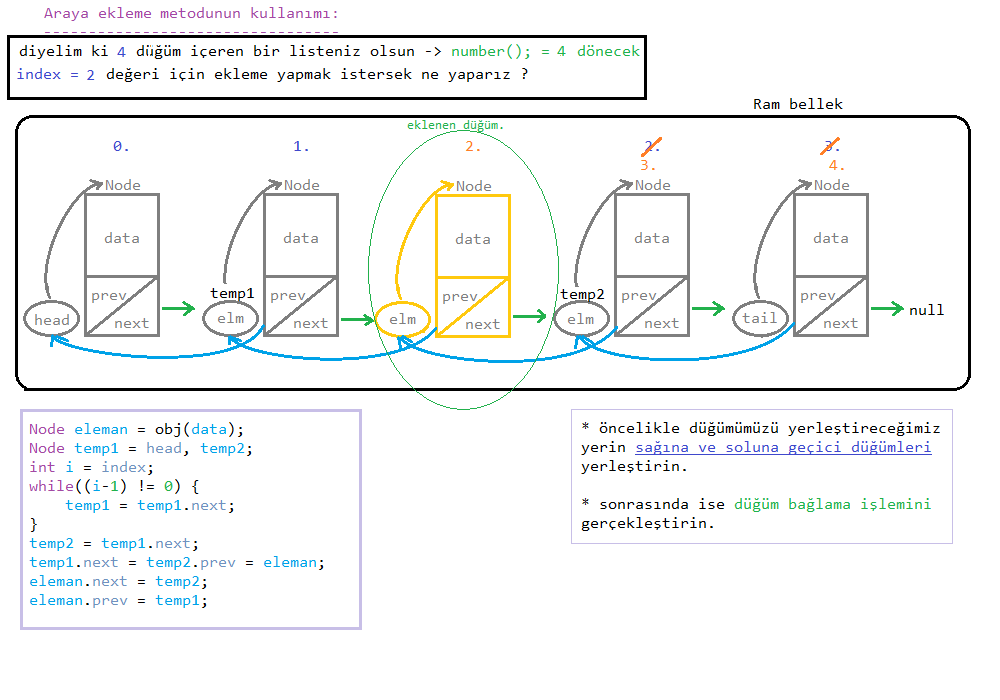 Araya ekleme metodunun kullanımı:
---------------------------------
diyelim ki 4 düğüm içeren bir listeniz olsun -> number(); = 4 dönecek
index = 2 değeri için ekleme yapmak istersek ne yaparız ?
Ram bellek
eklenen düğüm.
0.
1.
2.
2.
3.
3.
4.
Node
Node
Node
Node
Node
data
data
data
data
data
prev
prev
prev
prev
prev
next
next
next
next
next
temp1
temp2
head
elm
elm
elm
tail
null
Node eleman = obj(data);
Node temp1 = head, temp2;
int i = index;
while((i-1) != 0) {
    temp1 = temp1.next;
}
temp2 = temp1.next;
temp1.next = temp2.prev = eleman;
eleman.next = temp2;
eleman.prev = temp1;
* öncelikle düğümümüzü yerleştireceğimiz
yerin sağına ve soluna geçici düğümleri
yerleştirin.
* sonrasında ise düğüm bağlama işlemini
gerçekleştirin.